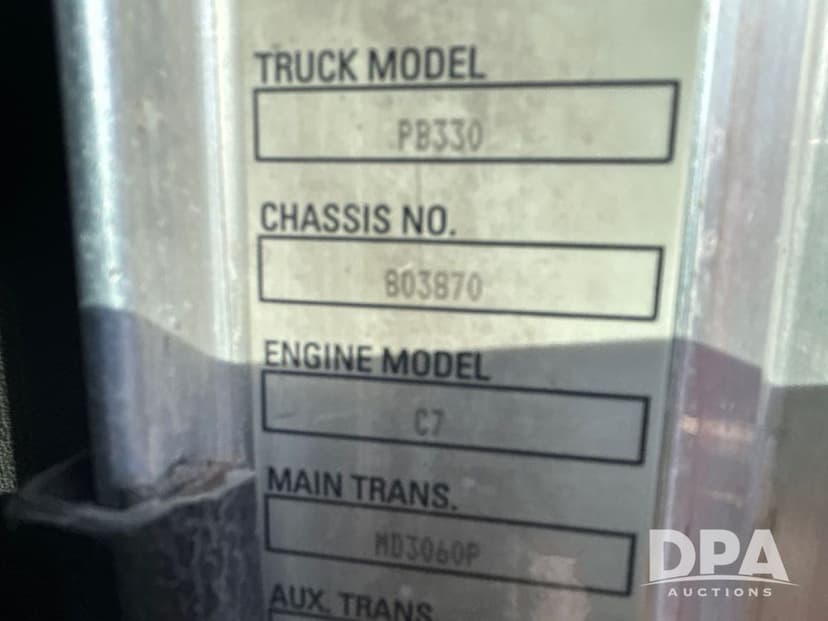 TRUCK MODEL
PB330
CHASSIS NO.
803870
ENGINE MODEL
C7
MAIN TRANS.
MD3060P
AUX. TRANS.
DPA
AUCTIONS